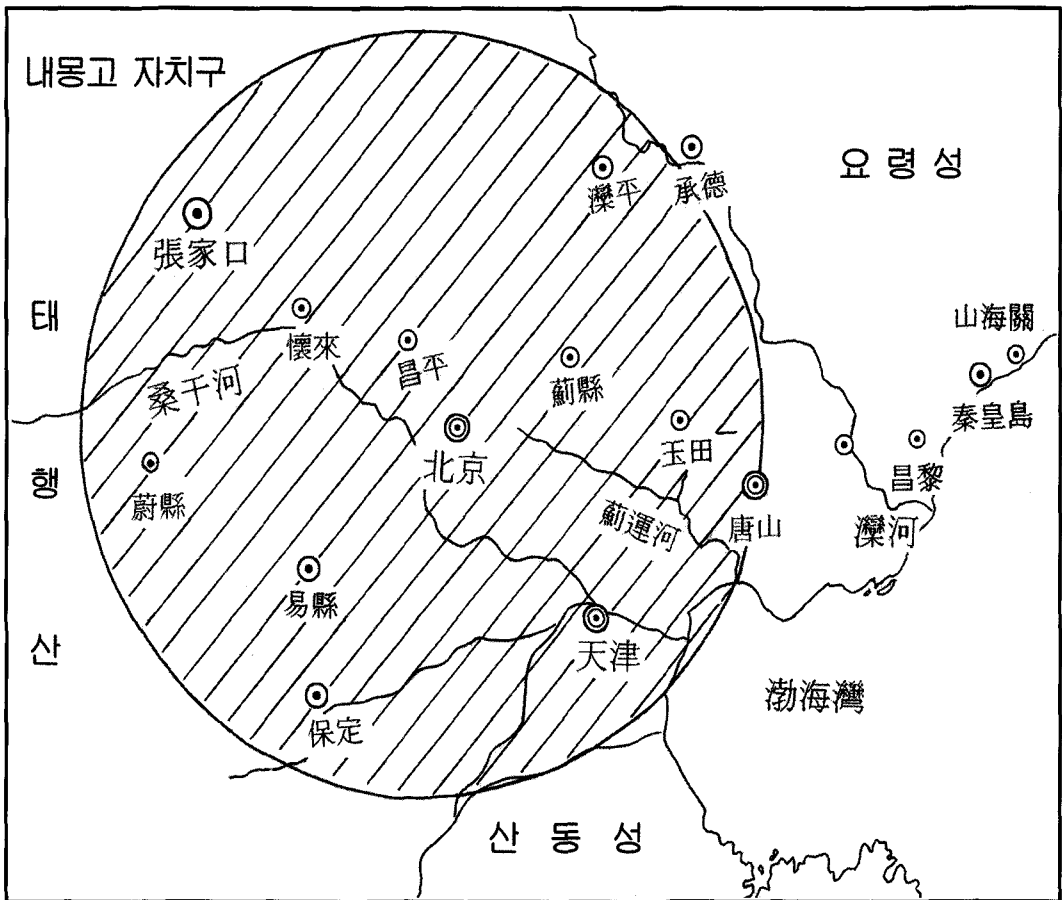 내몽고 자치구
요령성
灤平
承德
張家口
태행산
山海關
懷來
昌平
薊縣
桑干河
秦皇島
玉田
北京
昌黎
蔚縣
薊運河
唐山
灤河
易縣
天津
渤海灣
保定
산동성